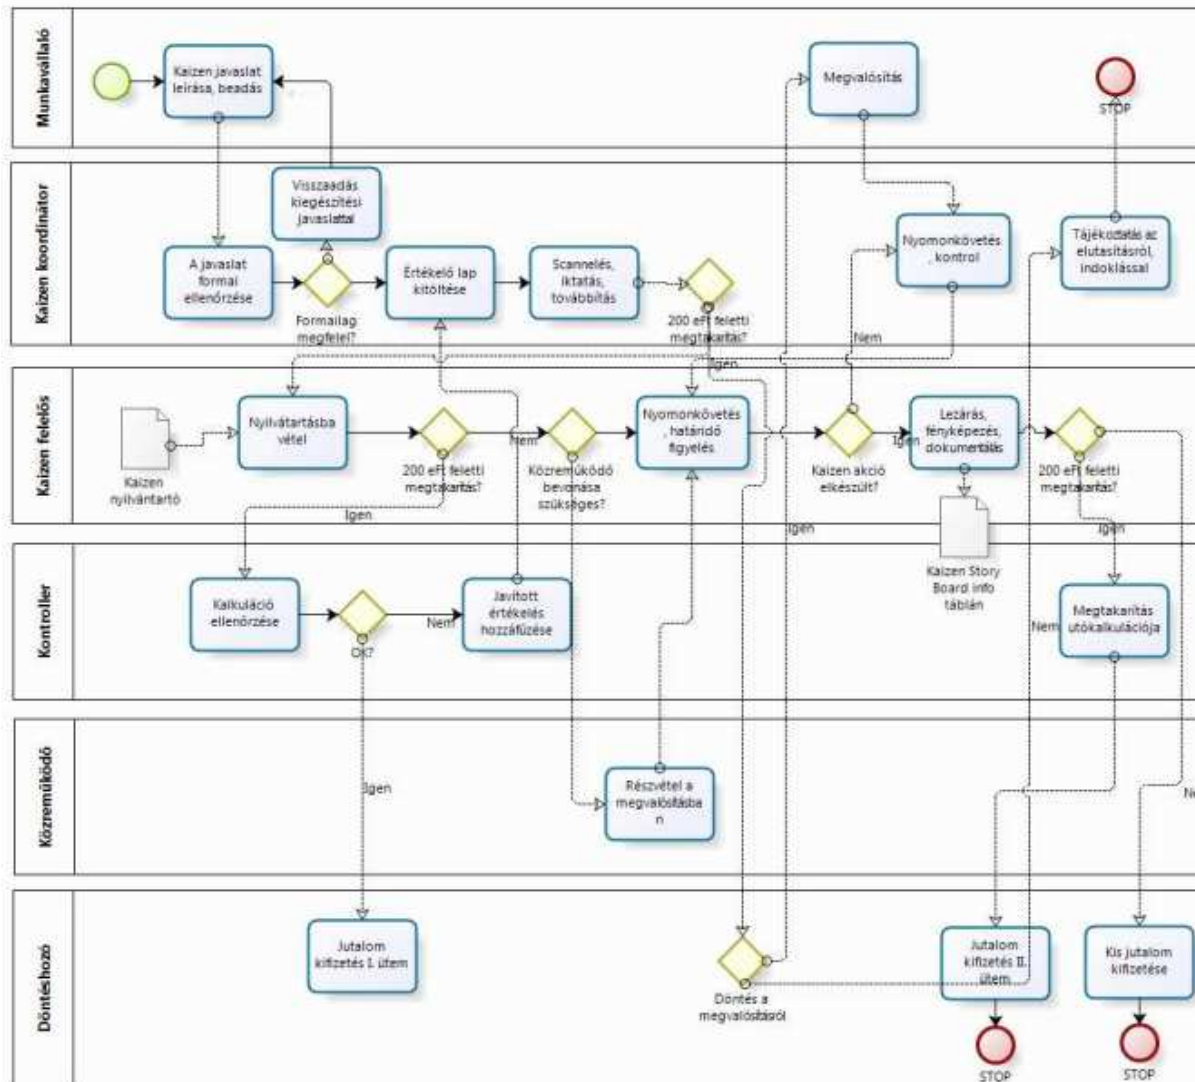 Munkavállaló
Kaizen javaslat
leírása, beadás
Megvalósítás
STOP
Kaizen koordinátor
Visszaadás
kiegészítési
javaslattal
A javaslat
formai
ellenőrzése
Formailag
megfelel?
Értékelő lap
kitöltése
Scannelés,
iktatás,
továbbítás
200 eFt feletti
megtakarítás?
Igen
Nyomonkövetés
, kontrol
Nem
Tájékoztatás az
elutasításról,
indoklással
Kaizen felelős
Kaizen
nyilvántartó
Nyilvátartásba
vétel
200 eFt feletti
megtakarítás?
Igen
Nem
Közreműködő
bevonása
szükséges?
Nyomonkövetés
, határidő
figyelés
Kaizen akció
elkészült?
Igen
Lezárás,
fényképezés,
dokumentálás
200 eFt feletti
megtakarítás?
Igen
Igen
Kaizen Story
Board info
táblán
Kontroller
Kalkuláció
ellenőrzése
OK?
Nem
Javított
értékelés
hozzáfűzése
Nem
Megtakarítás
utókalkulációja
Közreműködő
Igen
Részvétel a
megvalósításba
n
Ne
Döntéshozó
Jutalom
kifizetés I. ütem
Döntés a
megvalósításról
Jutalom
kifizetés II.
ütem
Kis jutalom
kifizetése
STOP
STOP